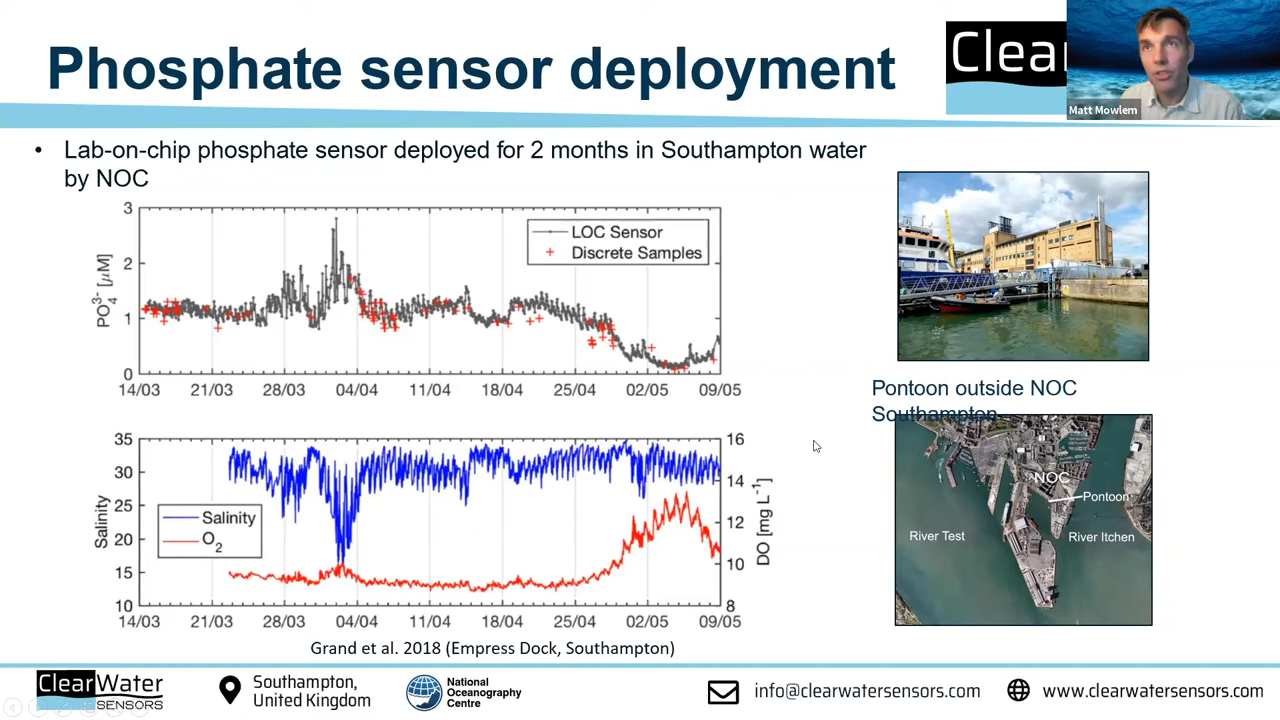 Phosphate sensor deployment
Clea
Matt Mowlem
• Lab-on-chip phosphate sensor deployed for 2 months in Southampton water
by NOC
3
2
1
0
PO₄³⁻ [μM]
LOC Sensor
Discrete Samples
14/03 21/03 28/03 04/04 11/04 18/04 25/04 02/05 09/05
Pontoon outside NOC
Southampton
35
30
25
20
15
10
Salinity
Salinity
O₂
16
14
12
10
8
DO [mg L⁻¹]
14/03 21/03 28/03 04/04 11/04 18/04 25/04 02/05 09/05
NOC
Pontoon
River Test
River Itchen
Grand et al. 2018 (Empress Dock, Southampton)
ClearWater
SENSORS
Southampton,
United Kingdom
National
Oceanography
Centre
info@clearwatersensors.com
www.clearwatersensors.com